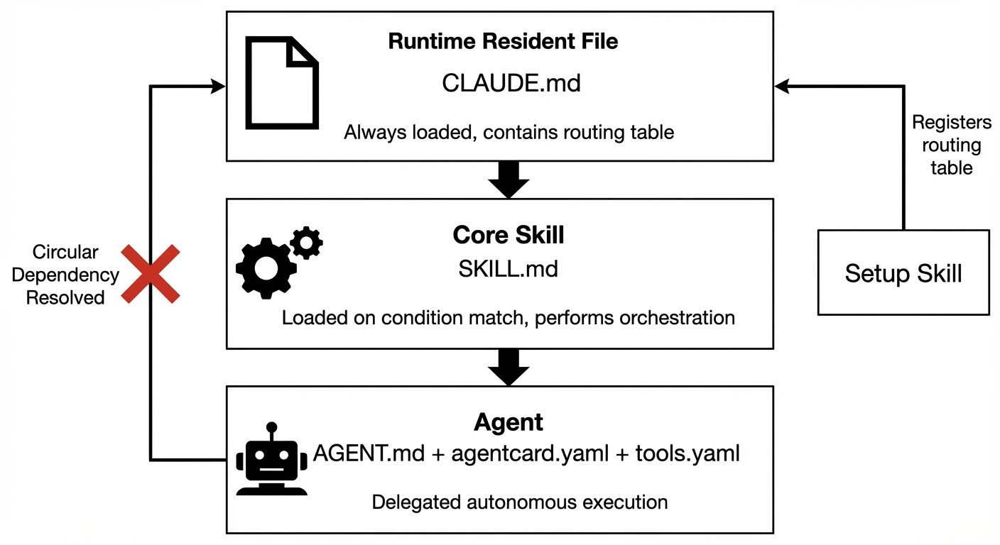 Runtime Resident File
CLAUDE.md
Always loaded, contains routing table
Registers
routing
table
Core Skill
SKILL.md
Loaded on condition match, performs orchestration
Circular
Dependency
Resolved
Setup Skill
Agent
AGENT.md + agentcard.yaml + tools.yaml
Delegated autonomous execution